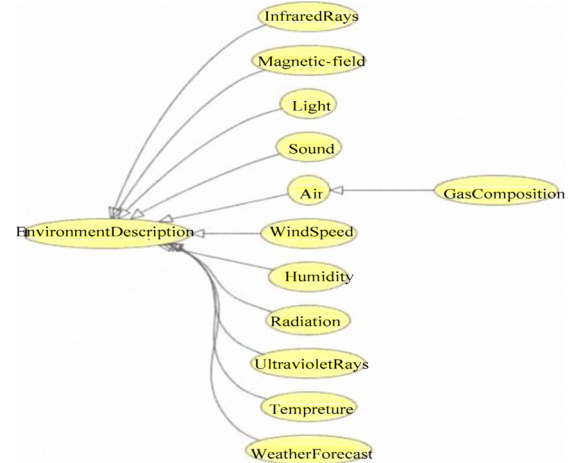 InfraredRays
Magnetic-field
Light
Sound
Air
GasComposition
EnvironmentDescription
WindSpeed
Humidity
Radiation
UltravioletRays
Tempreture
WeatherForecast